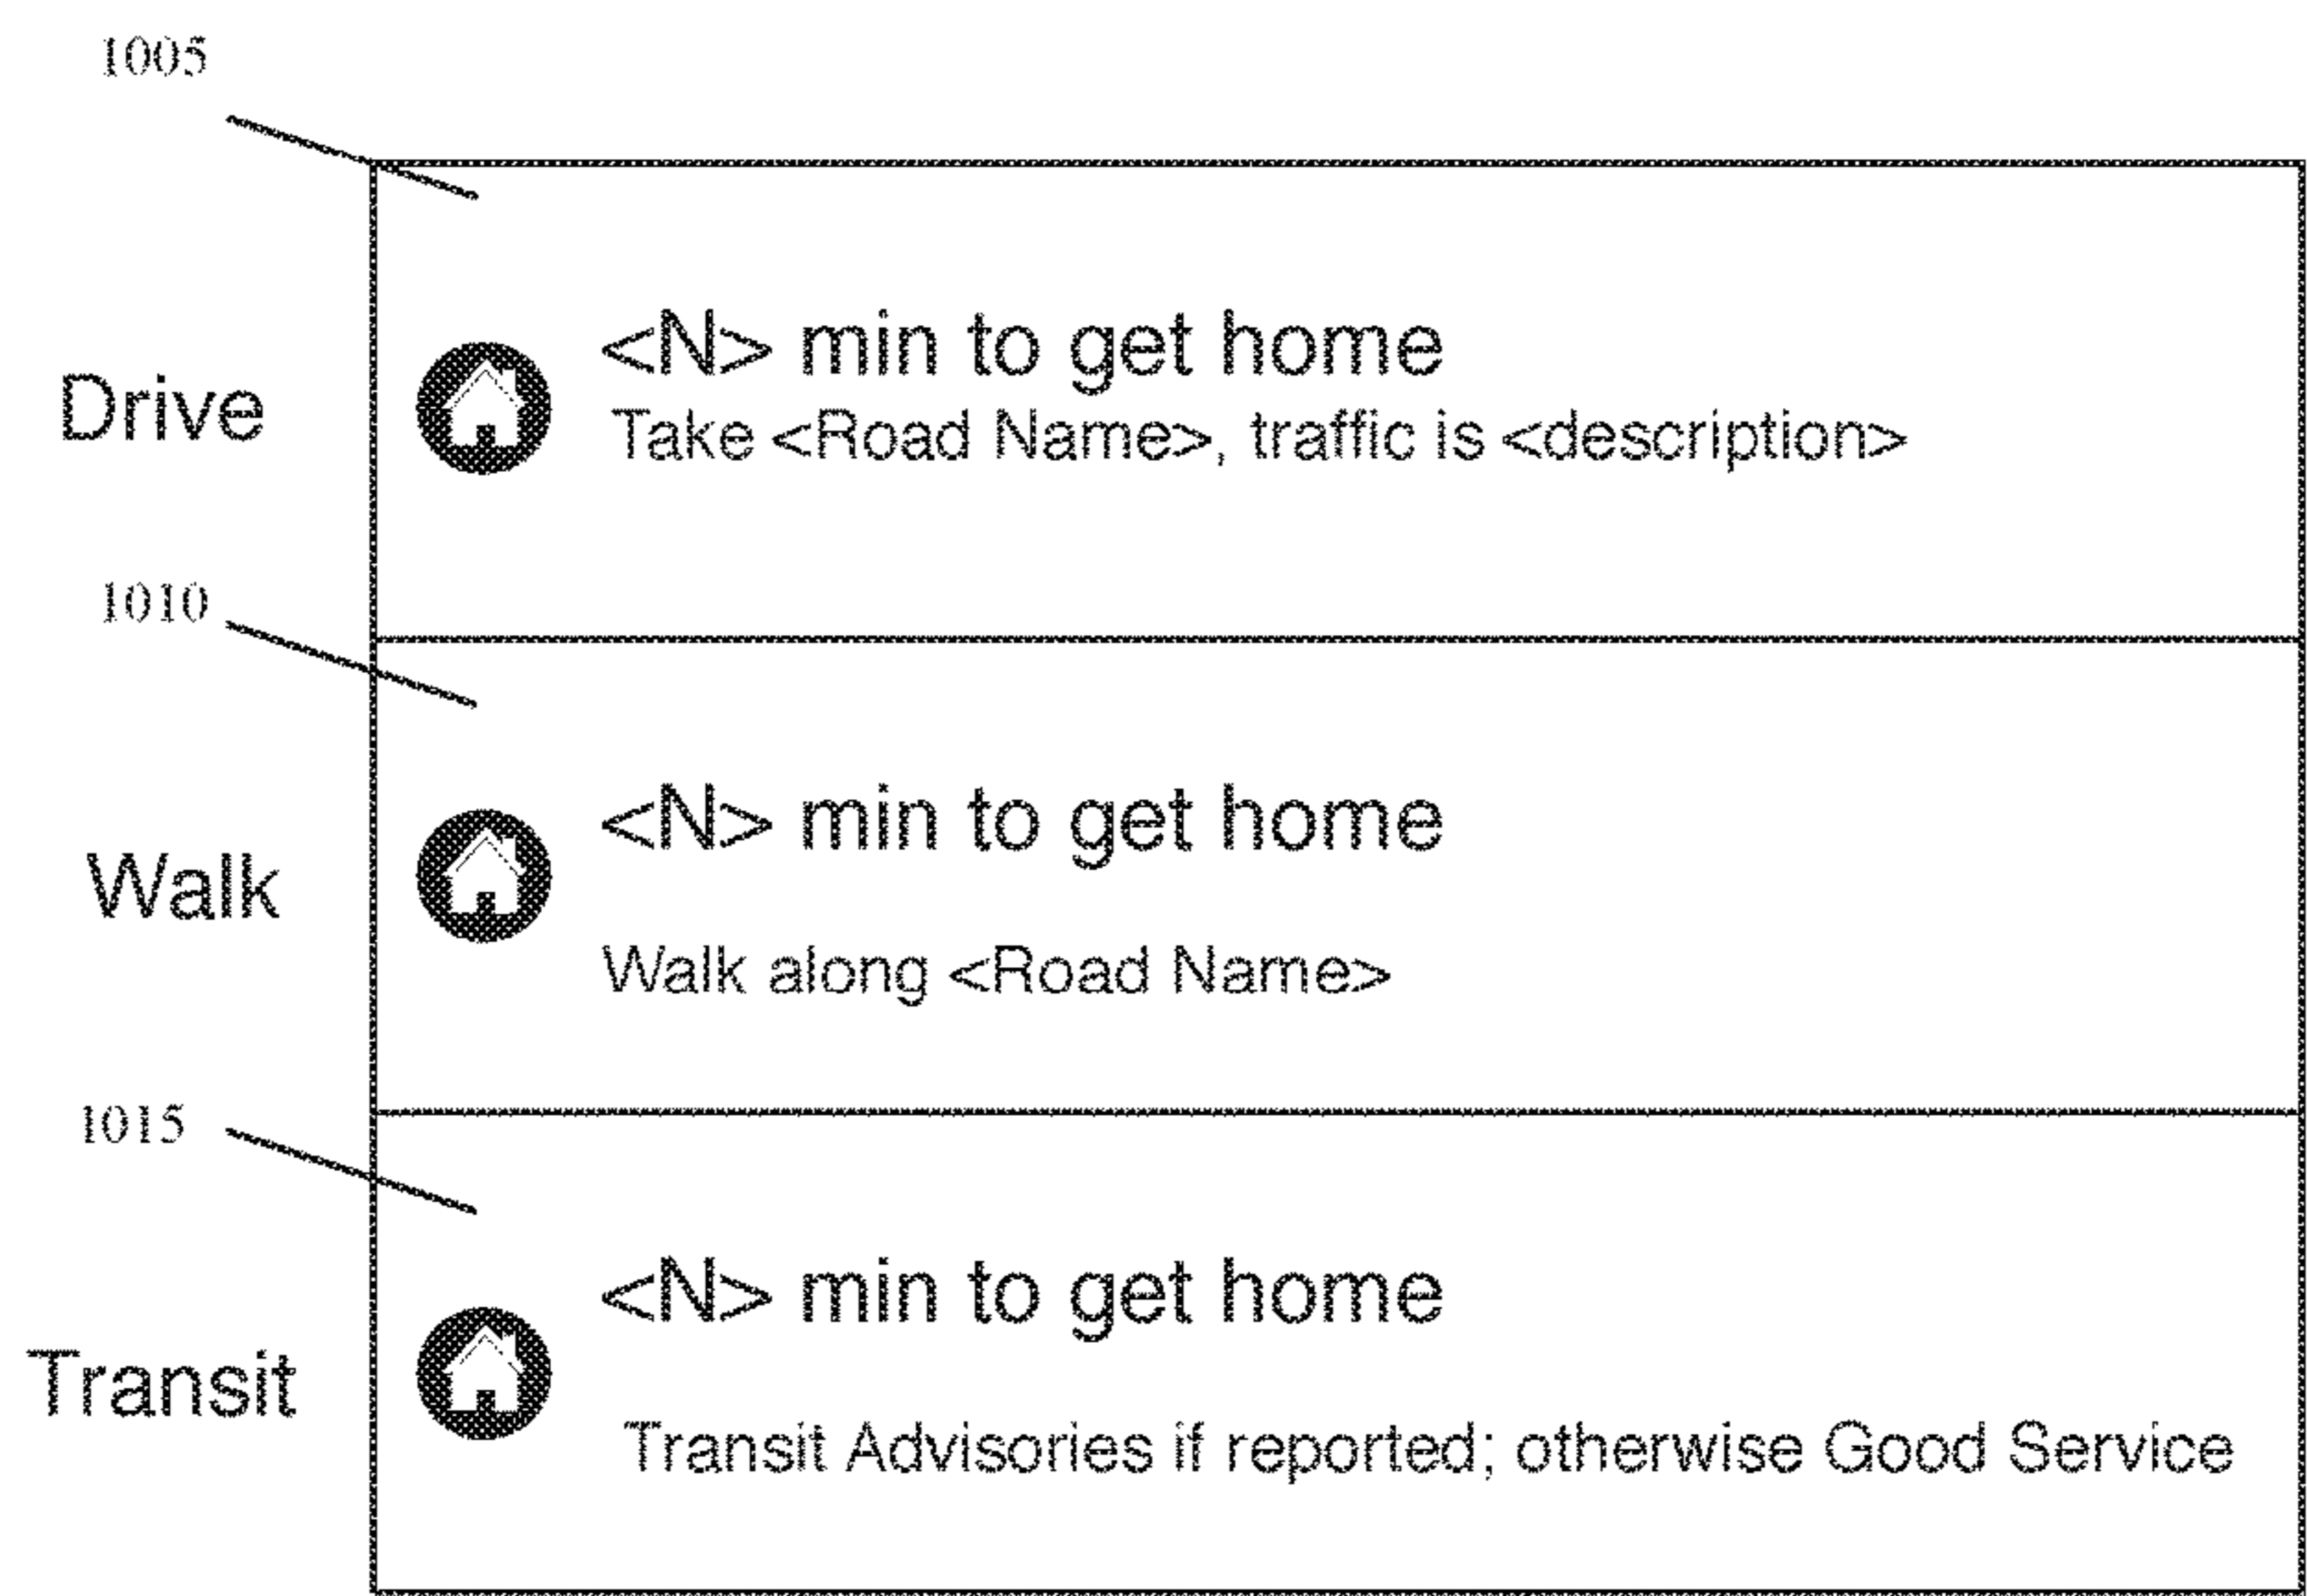 1005
Drive
<N> min to get home
Take <Road Name>, traffic is <description>
1010
Walk
<N> min to get home
Walk along <Road Name>
1015
Transit
<N> min to get home
Transit Advisories if reported; otherwise Good Service